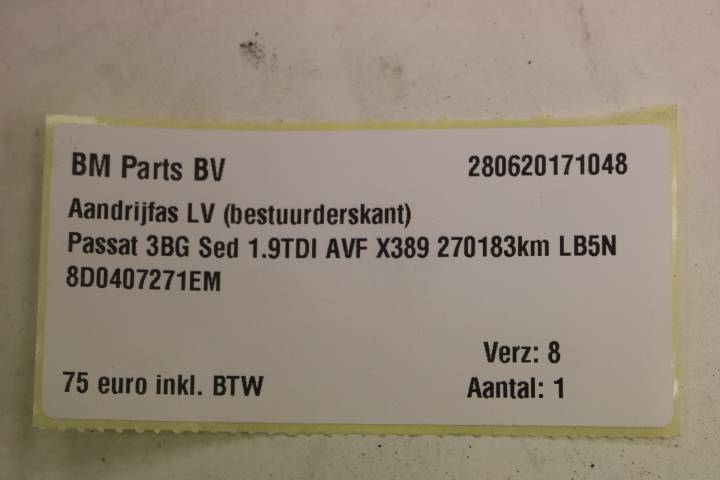 BM Parts BV 280620171048
Aandrijfas LV (bestuurderskant)
Passat 3BG Sed 1.9TDI AVF X389 270183km LB5N
8D0407271EM
Verz: 8
75 euro inkl. BTW Aantal: 1